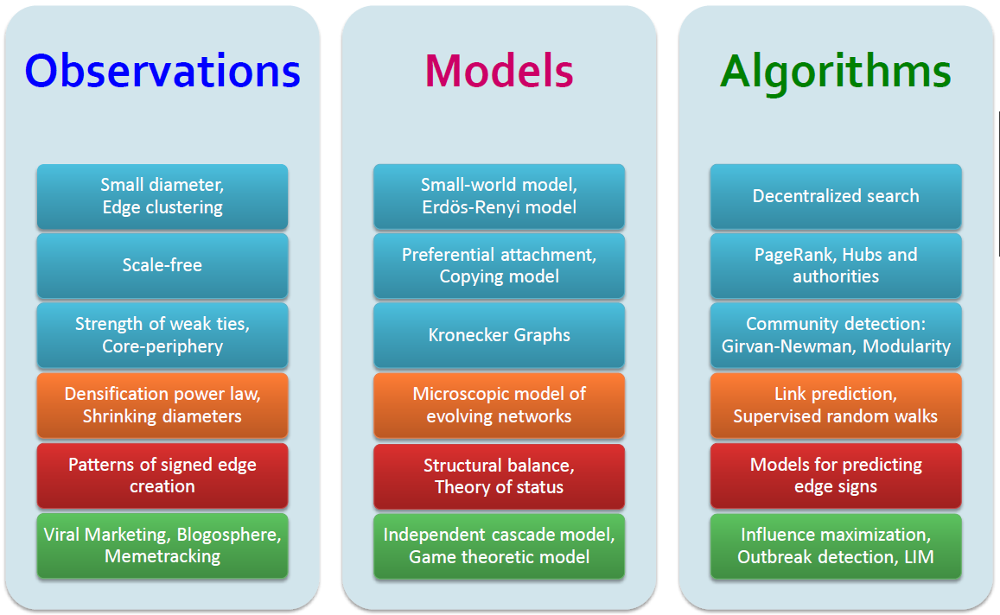 Observations
Small diameter,
Edge clustering
Scale-free
Strength of weak ties,
Core-periphery
Densification power law,
Shrinking diameters
Patterns of signed edge
creation
Viral Marketing, Blogosphere,
Memetracking
Models
Small-world model,
Erdös-Renyi model
Preferential attachment,
Copying model
Kronecker Graphs
Microscopic model of
evolving networks
Structural balance,
Theory of status
Independent cascade model,
Game theoretic model
Algorithms
Decentralized search
PageRank, Hubs and
authorities
Community detection:
Girvan-Newman, Modularity
Link prediction,
Supervised random walks
Models for predicting
edge signs
Influence maximization,
Outbreak detection, LIM